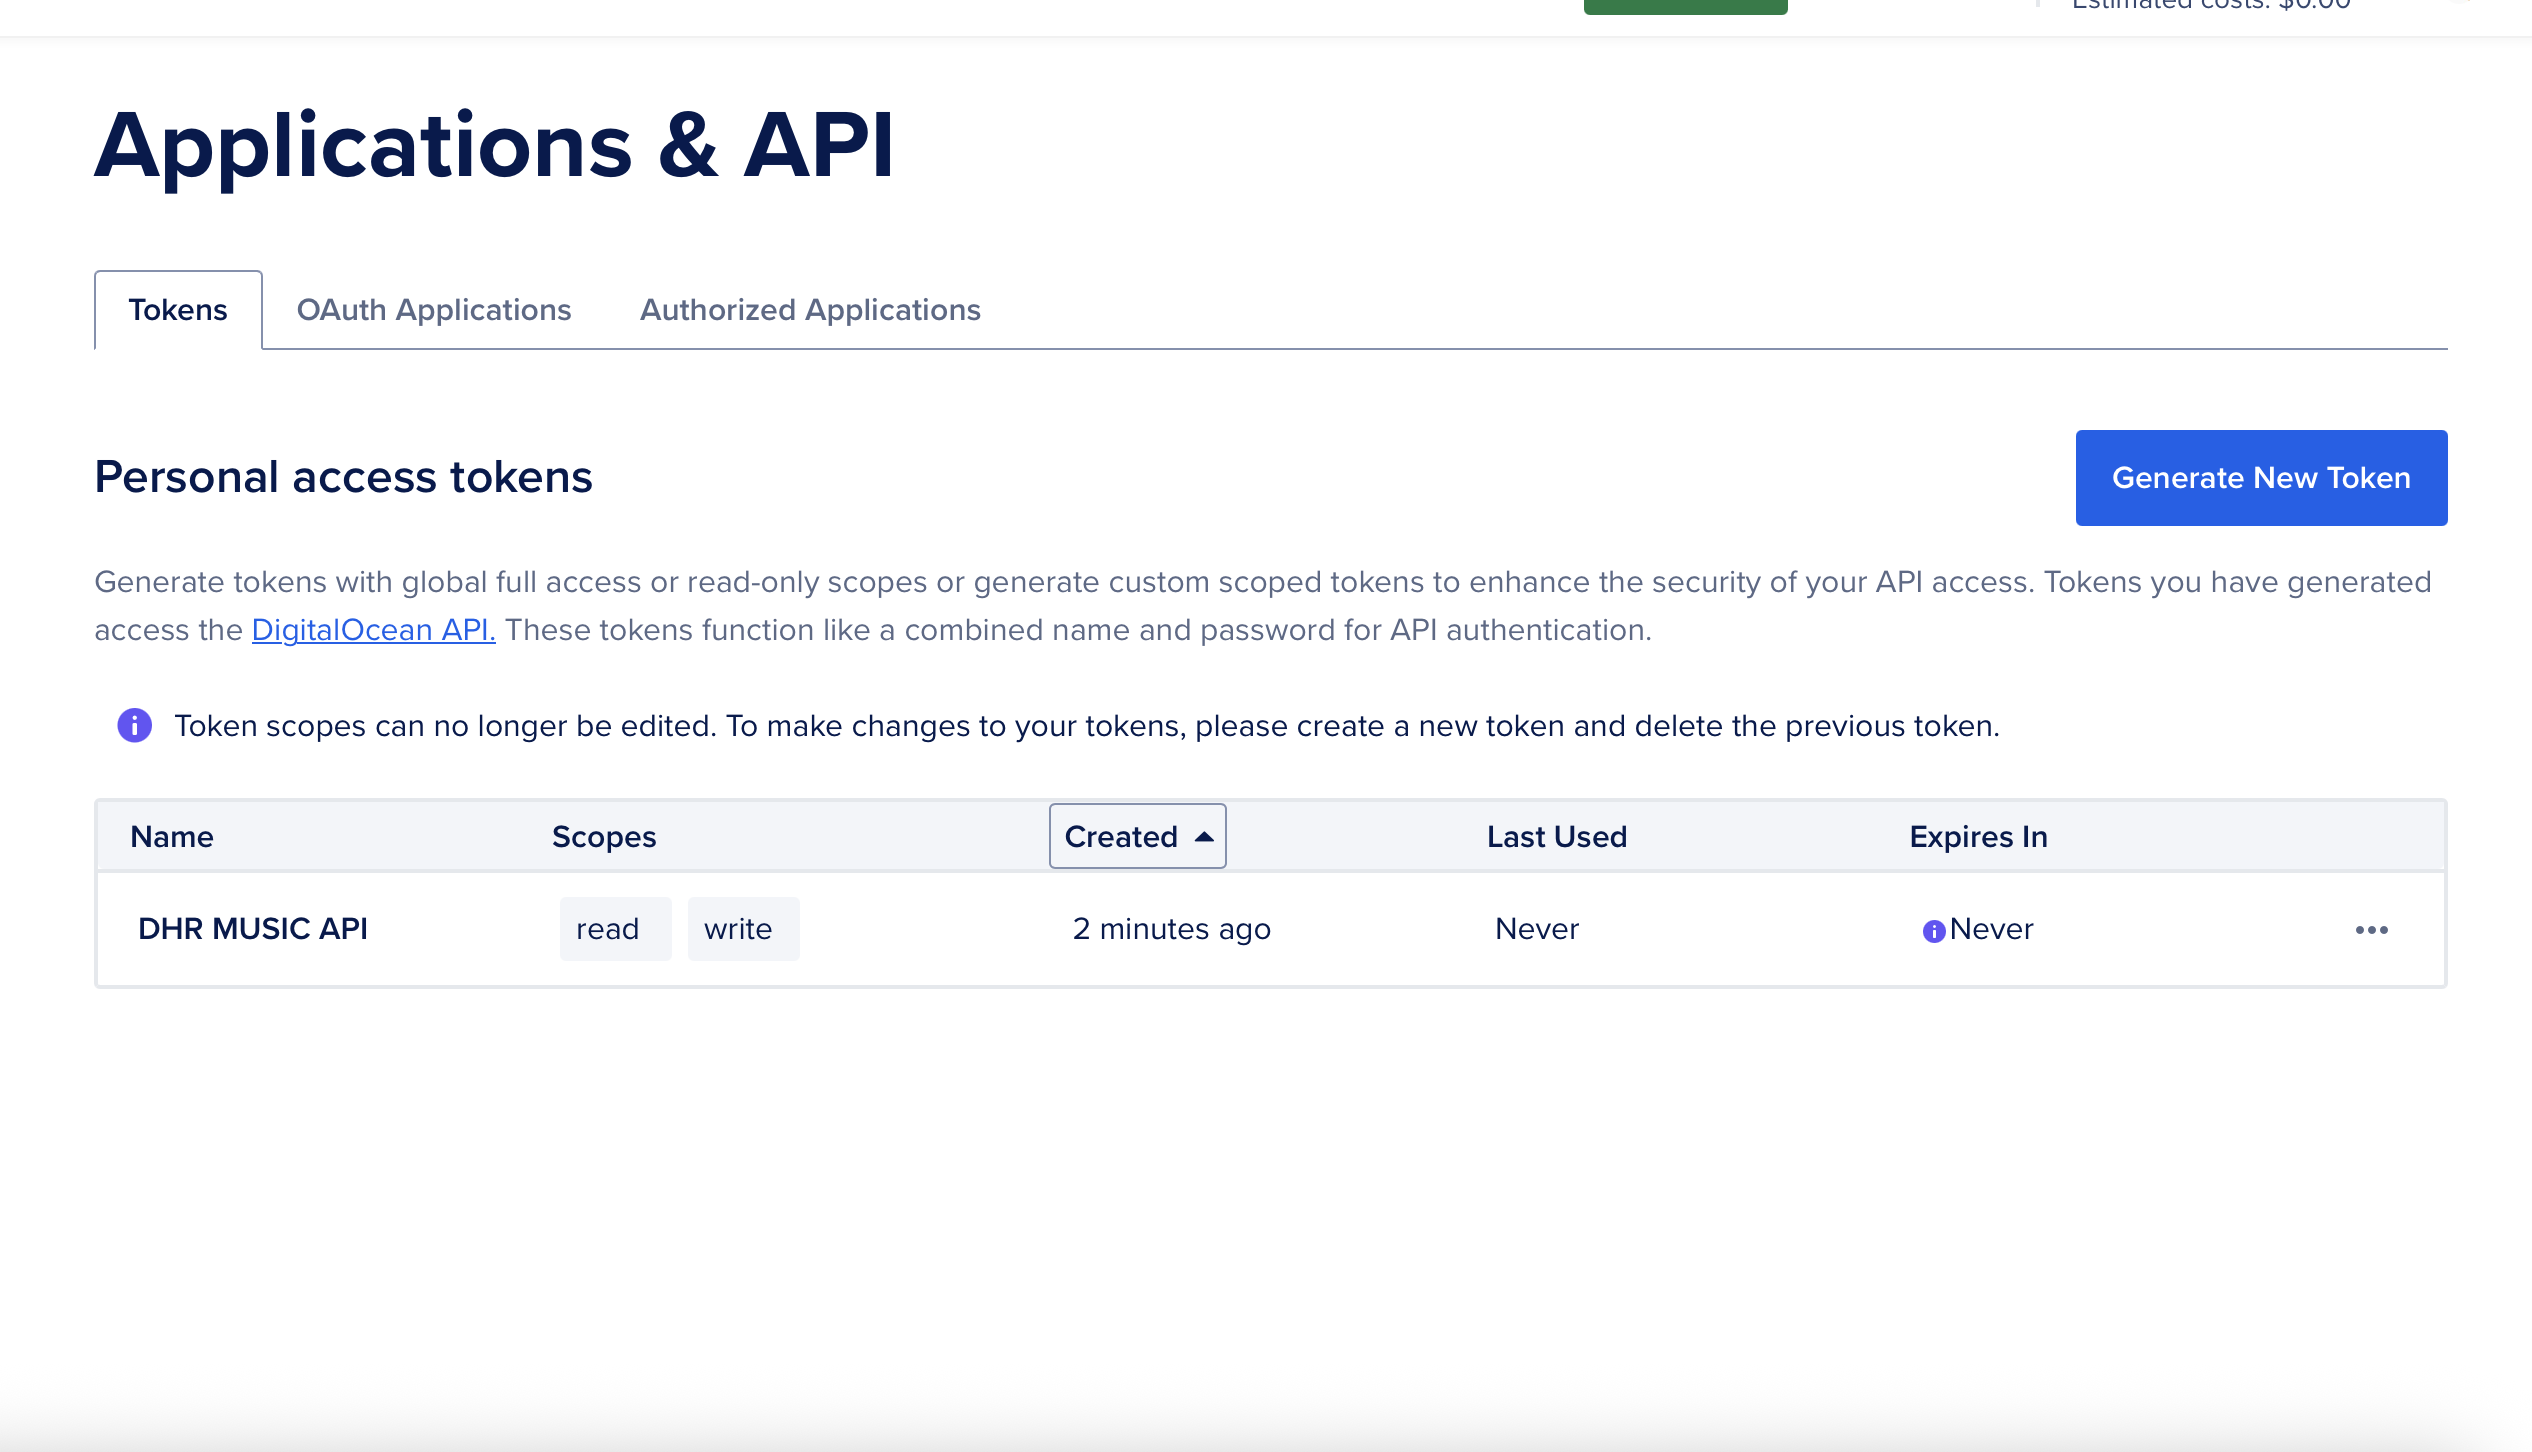 Estimated costs: $0.00
Applications & API
Tokens
OAuth Applications
Authorized Applications
Personal access tokens
Generate New Token
Generate tokens with global full access or read-only scopes or generate custom scoped tokens to enhance the security of your API access. Tokens you have generated
access the DigitalOcean API. These tokens function like a combined name and password for API authentication.
Token scopes can no longer be edited. To make changes to your tokens, please create a new token and delete the previous token.
Name Scopes Created Last Used Expires In
DHR MUSIC API read write 2 minutes ago Never Never